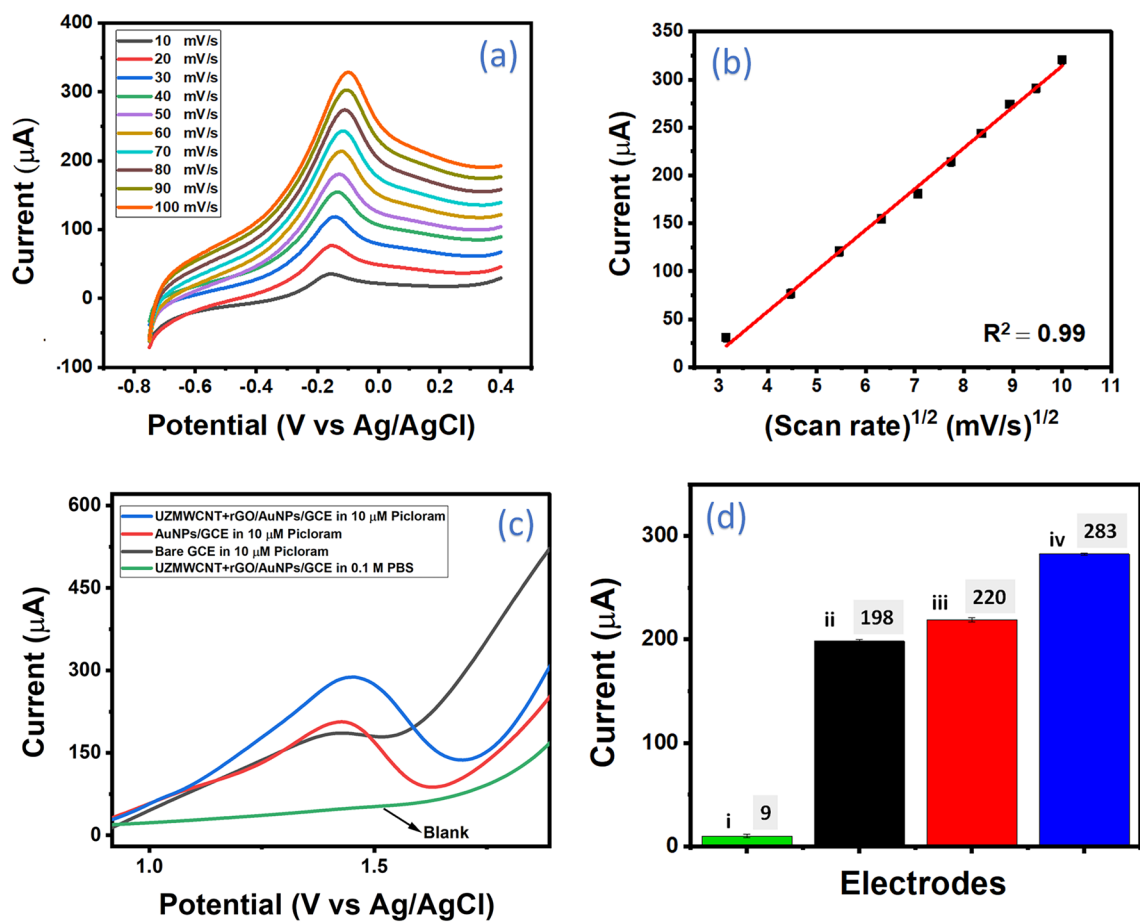 (a)
10 mV/s
20 mV/s
30 mV/s
40 mV/s
50 mV/s
60 mV/s
70 mV/s
80 mV/s
90 mV/s
100 mV/s
400
300
200
100
0
-100
Current (μA)
-0.8 -0.6 -0.4 -0.2 0.0 0.2 0.4
Potential (V vs Ag/AgCl)
(b)
350
300
250
200
150
100
50
0
Current (μA)
R² = 0.99
3 4 5 6 7 8 9 10 11
(Scan rate)^1/2 (mV/s)^1/2
(c)
UZMWCNT+rGO/AuNPs/GCE in 10 μM Picloram
AuNPs/GCE in 10 μM Picloram
Bare GCE in 10 μM Picloram
UZMWCNT+rGO/AuNPs/GCE in 0.1 M PBS
600
450
300
150
0
Current (μA)
Blank
1.0 1.5
Potential (V vs Ag/AgCl)
(d)
300
200
100
0
Current (μA)
i 9
ii 198
iii 220
iv 283
Electrodes